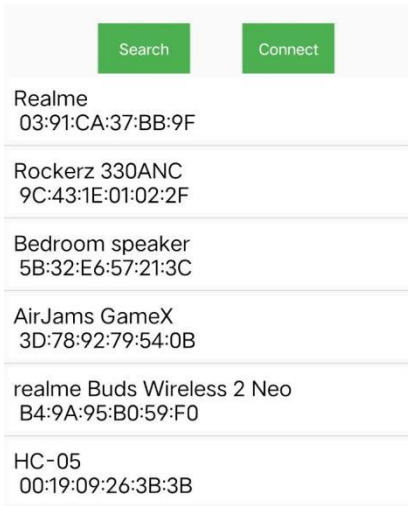 Search Connect
Realme
03:91:CA:37:BB:9F
Rockerz 330ANC
9C:43:1E:01:02:2F
Bedroom speaker
5B:32:E6:57:21:3C
AirJams GameX
3D:78:92:79:54:0B
realme Buds Wireless 2 Neo
B4:9A:95:B0:59:F0
HC-05
00:19:09:26:3B:3B